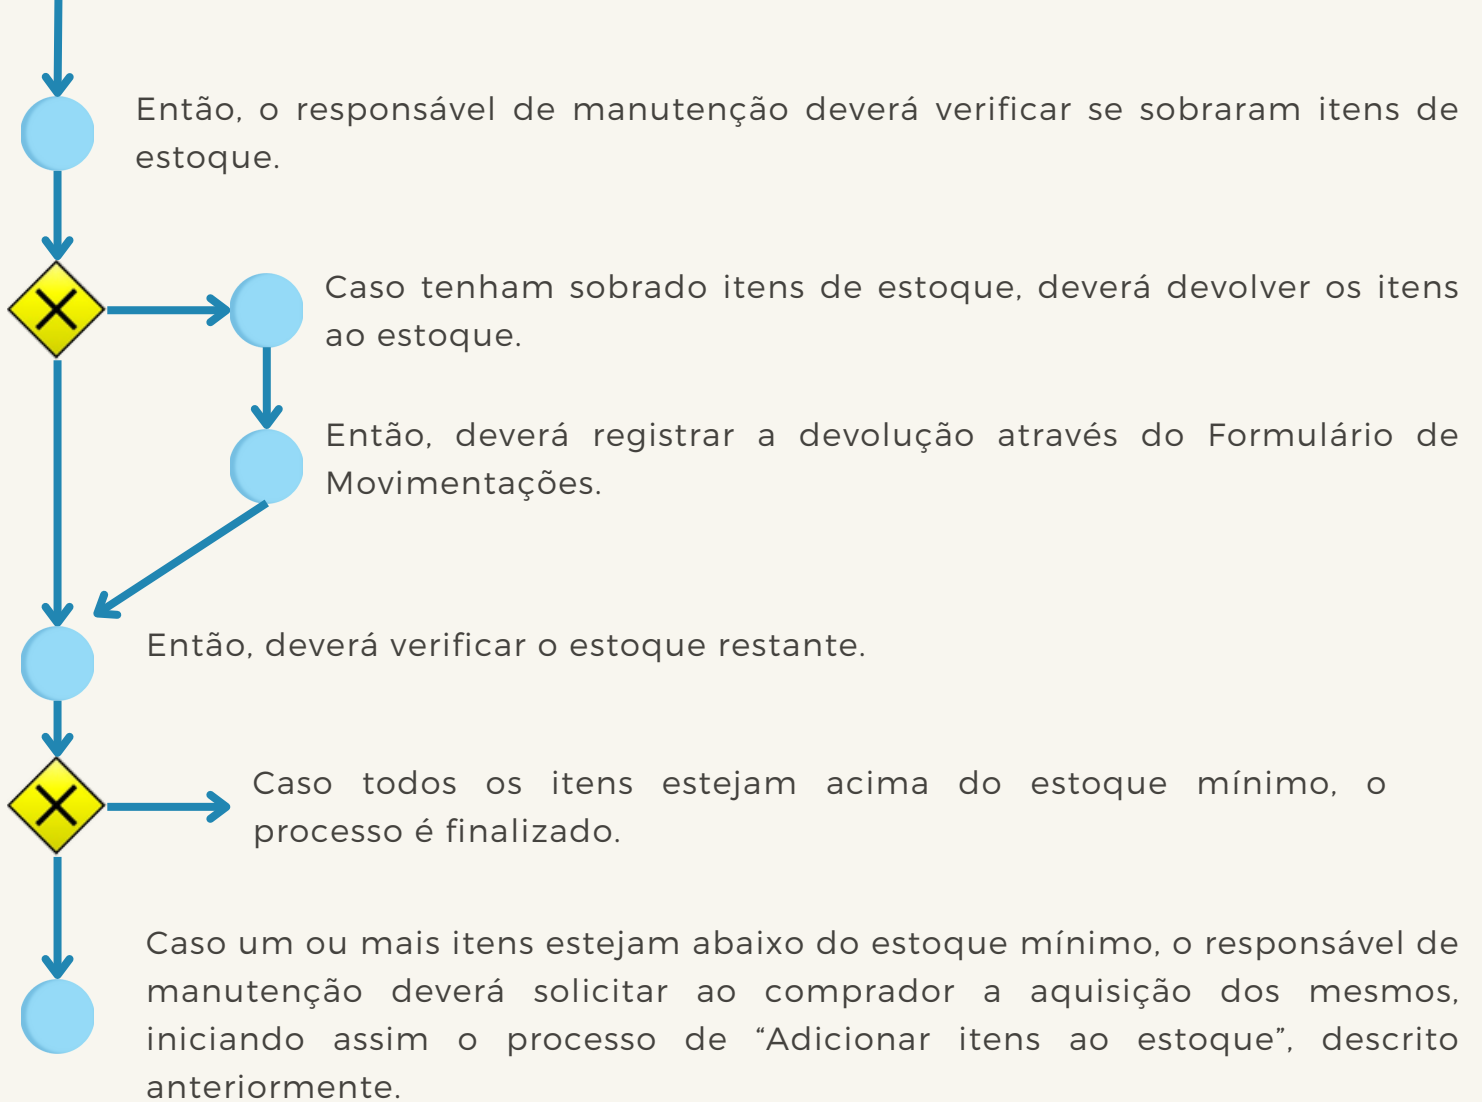 Então, o responsável de manutenção deverá verificar se sobraram itens de
estoque.
Caso tenham sobrado itens de estoque, deverá devolver os itens
ao estoque.
Então, deverá registrar a devolução através do Formulário de
Movimentações.
Então, deverá verificar o estoque restante.
Caso todos os itens estejam acima do estoque mínimo, o
processo é finalizado.
Caso um ou mais itens estejam abaixo do estoque mínimo, o responsável de
manutenção deverá solicitar ao comprador a aquisição dos mesmos,
iniciando assim o processo de “Adicionar itens ao estoque”, descrito
anteriormente.